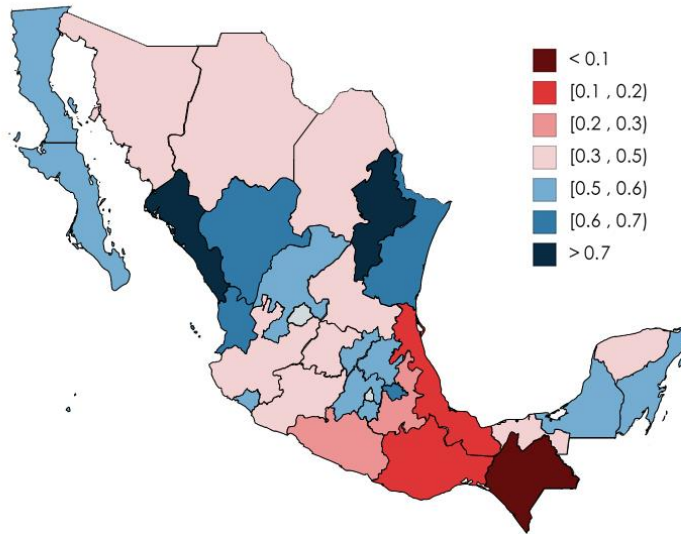 < 0.1
[0.1 , 0.2)
[0.2 , 0.3)
[0.3 , 0.5)
[0.5 , 0.6)
[0.6 , 0.7)
> 0.7